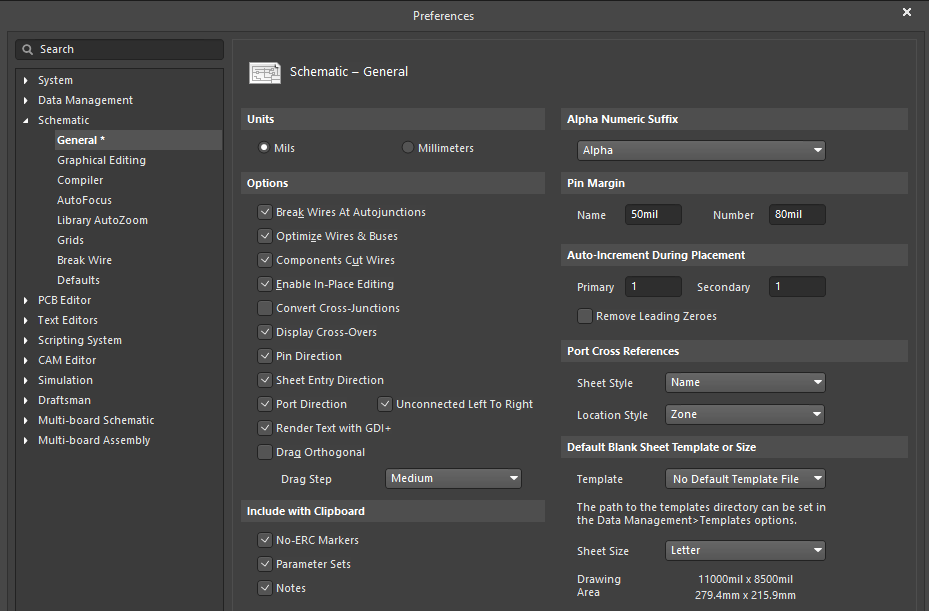 Preferences
Search
System
Data Management
Schematic
General *
Graphical Editing
Compiler
AutoFocus
Library AutoZoom
Grids
Break Wire
Defaults
PCB Editor
Text Editors
Scripting System
CAM Editor
Simulation
Draftsman
Multi-board Schematic
Multi-board Assembly
Schematic – General
Units
Mils Millimeters
Options
Break Wires At Autojunctions
Optimize Wires & Buses
Components Cut Wires
Enable In-Place Editing
Convert Cross-Junctions
Display Cross-Overs
Pin Direction
Sheet Entry Direction
Port Direction Unconnected Left To Right
Render Text with GDI+
Drag Orthogonal
Drag Step Medium
Include with Clipboard
No-ERC Markers
Parameter Sets
Notes
Alpha Numeric Suffix
Alpha
Pin Margin
Name 50mil Number 80mil
Auto-Increment During Placement
Primary 1 Secondary 1
Remove Leading Zeroes
Port Cross References
Sheet Style Name
Location Style Zone
Default Blank Sheet Template or Size
Template No Default Template File
The path to the templates directory can be set in
the Data Management>Templates options.
Sheet Size Letter
Drawing 11000mil x 8500mil
Area 279.4mm x 215.9mm